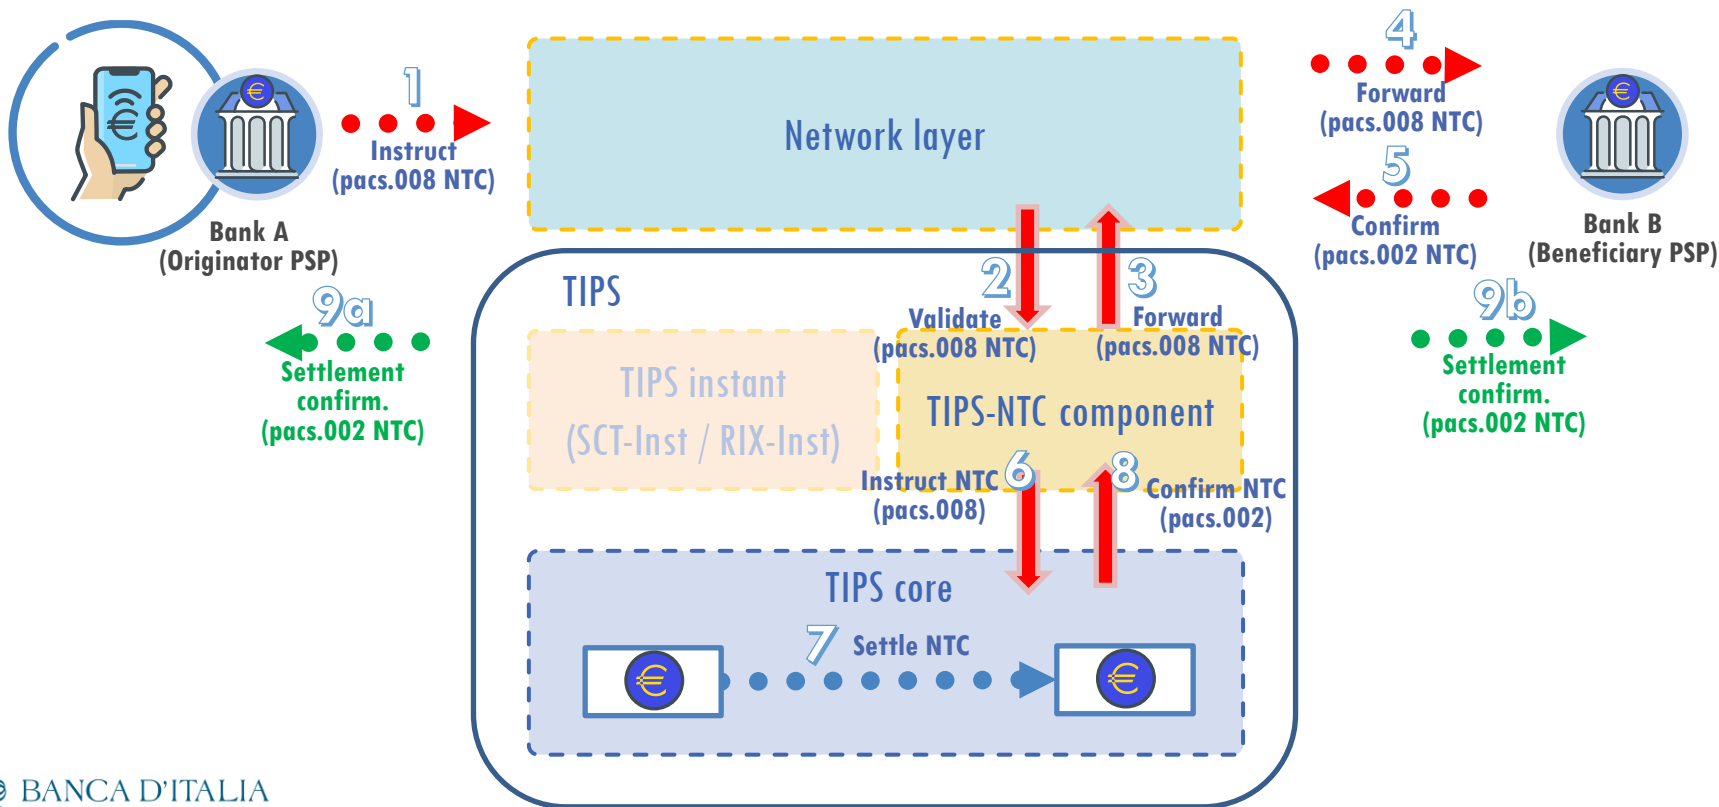 1
Instruct
(pacs.008 NTC)
Bank A
(Originator PSP)
9a
Settlement
confirm.
(pacs.002 NTC)
Network layer
4
Forward
(pacs.008 NTC)
5
Confirm
(pacs.002 NTC)
Bank B
(Beneficiary PSP)
9b
Settlement
confirm.
(pacs.002 NTC)
TIPS
2
Validate
(pacs.008 NTC)
3
Forward
(pacs.008 NTC)
TIPS instant
(SCT-Inst / RIX-Inst)
TIPS-NTC component
6
Instruct NTC
(pacs.008)
8
Confirm NTC
(pacs.002)
TIPS core
7 Settle NTC
€
€
BANCA D'ITALIA